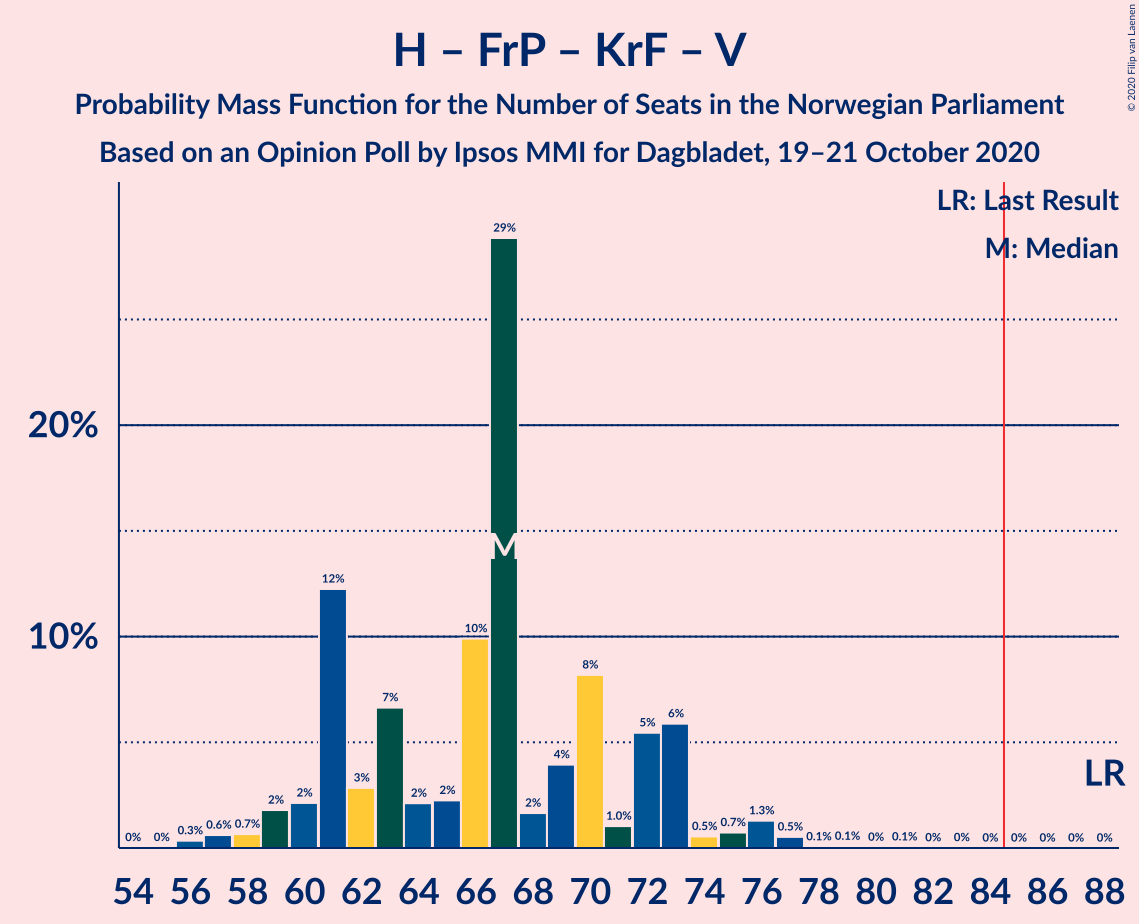 H – FrP – KrF – V
Probability Mass Function for the Number of Seats in the Norwegian Parliament
Based on an Opinion Poll by Ipsos MMI for Dagbladet, 19–21 October 2020
© 2020 Filip van Laenen
LR: Last Result
M: Median
29%
20%
12%
10%
10%
8%
7%
6%
5%
4%
3%
2% 2% 2% 2% 2%
0% 0% 0.3% 0.6% 0.7% 1.0% 0.5% 0.7% 1.3% 0.5% 0.1% 0.1% 0% 0.1% 0% 0% 0% 0% 0% 0% 0%
M
LR
54 56 58 60 62 64 66 68 70 72 74 76 78 80 82 84 86 88